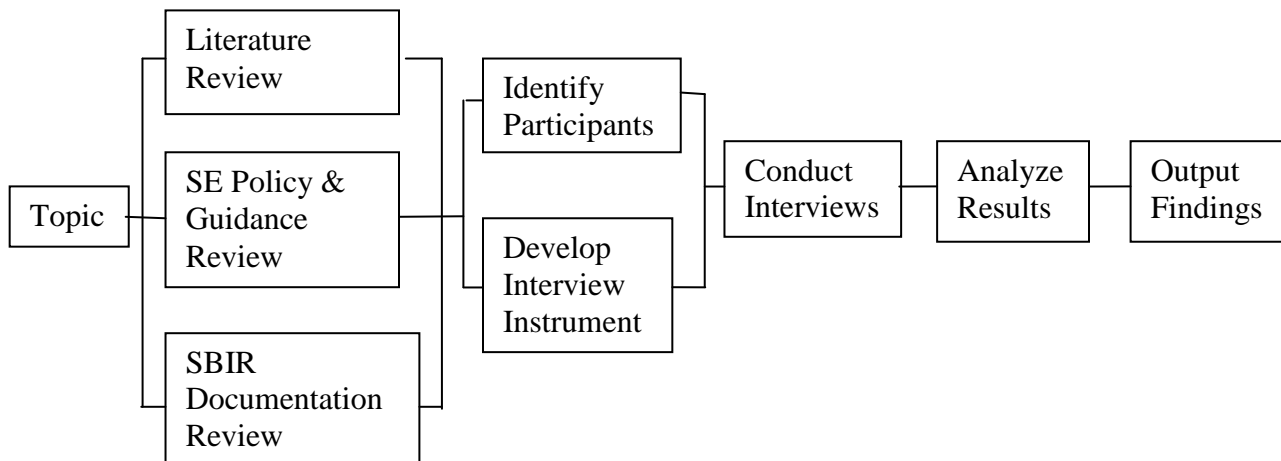 Topic
Literature
Review
SE Policy &
Guidance
Review
SBIR
Documentation
Review
Identify
Participants
Develop
Interview
Instrument
Conduct
Interviews
Analyze
Results
Output
Findings